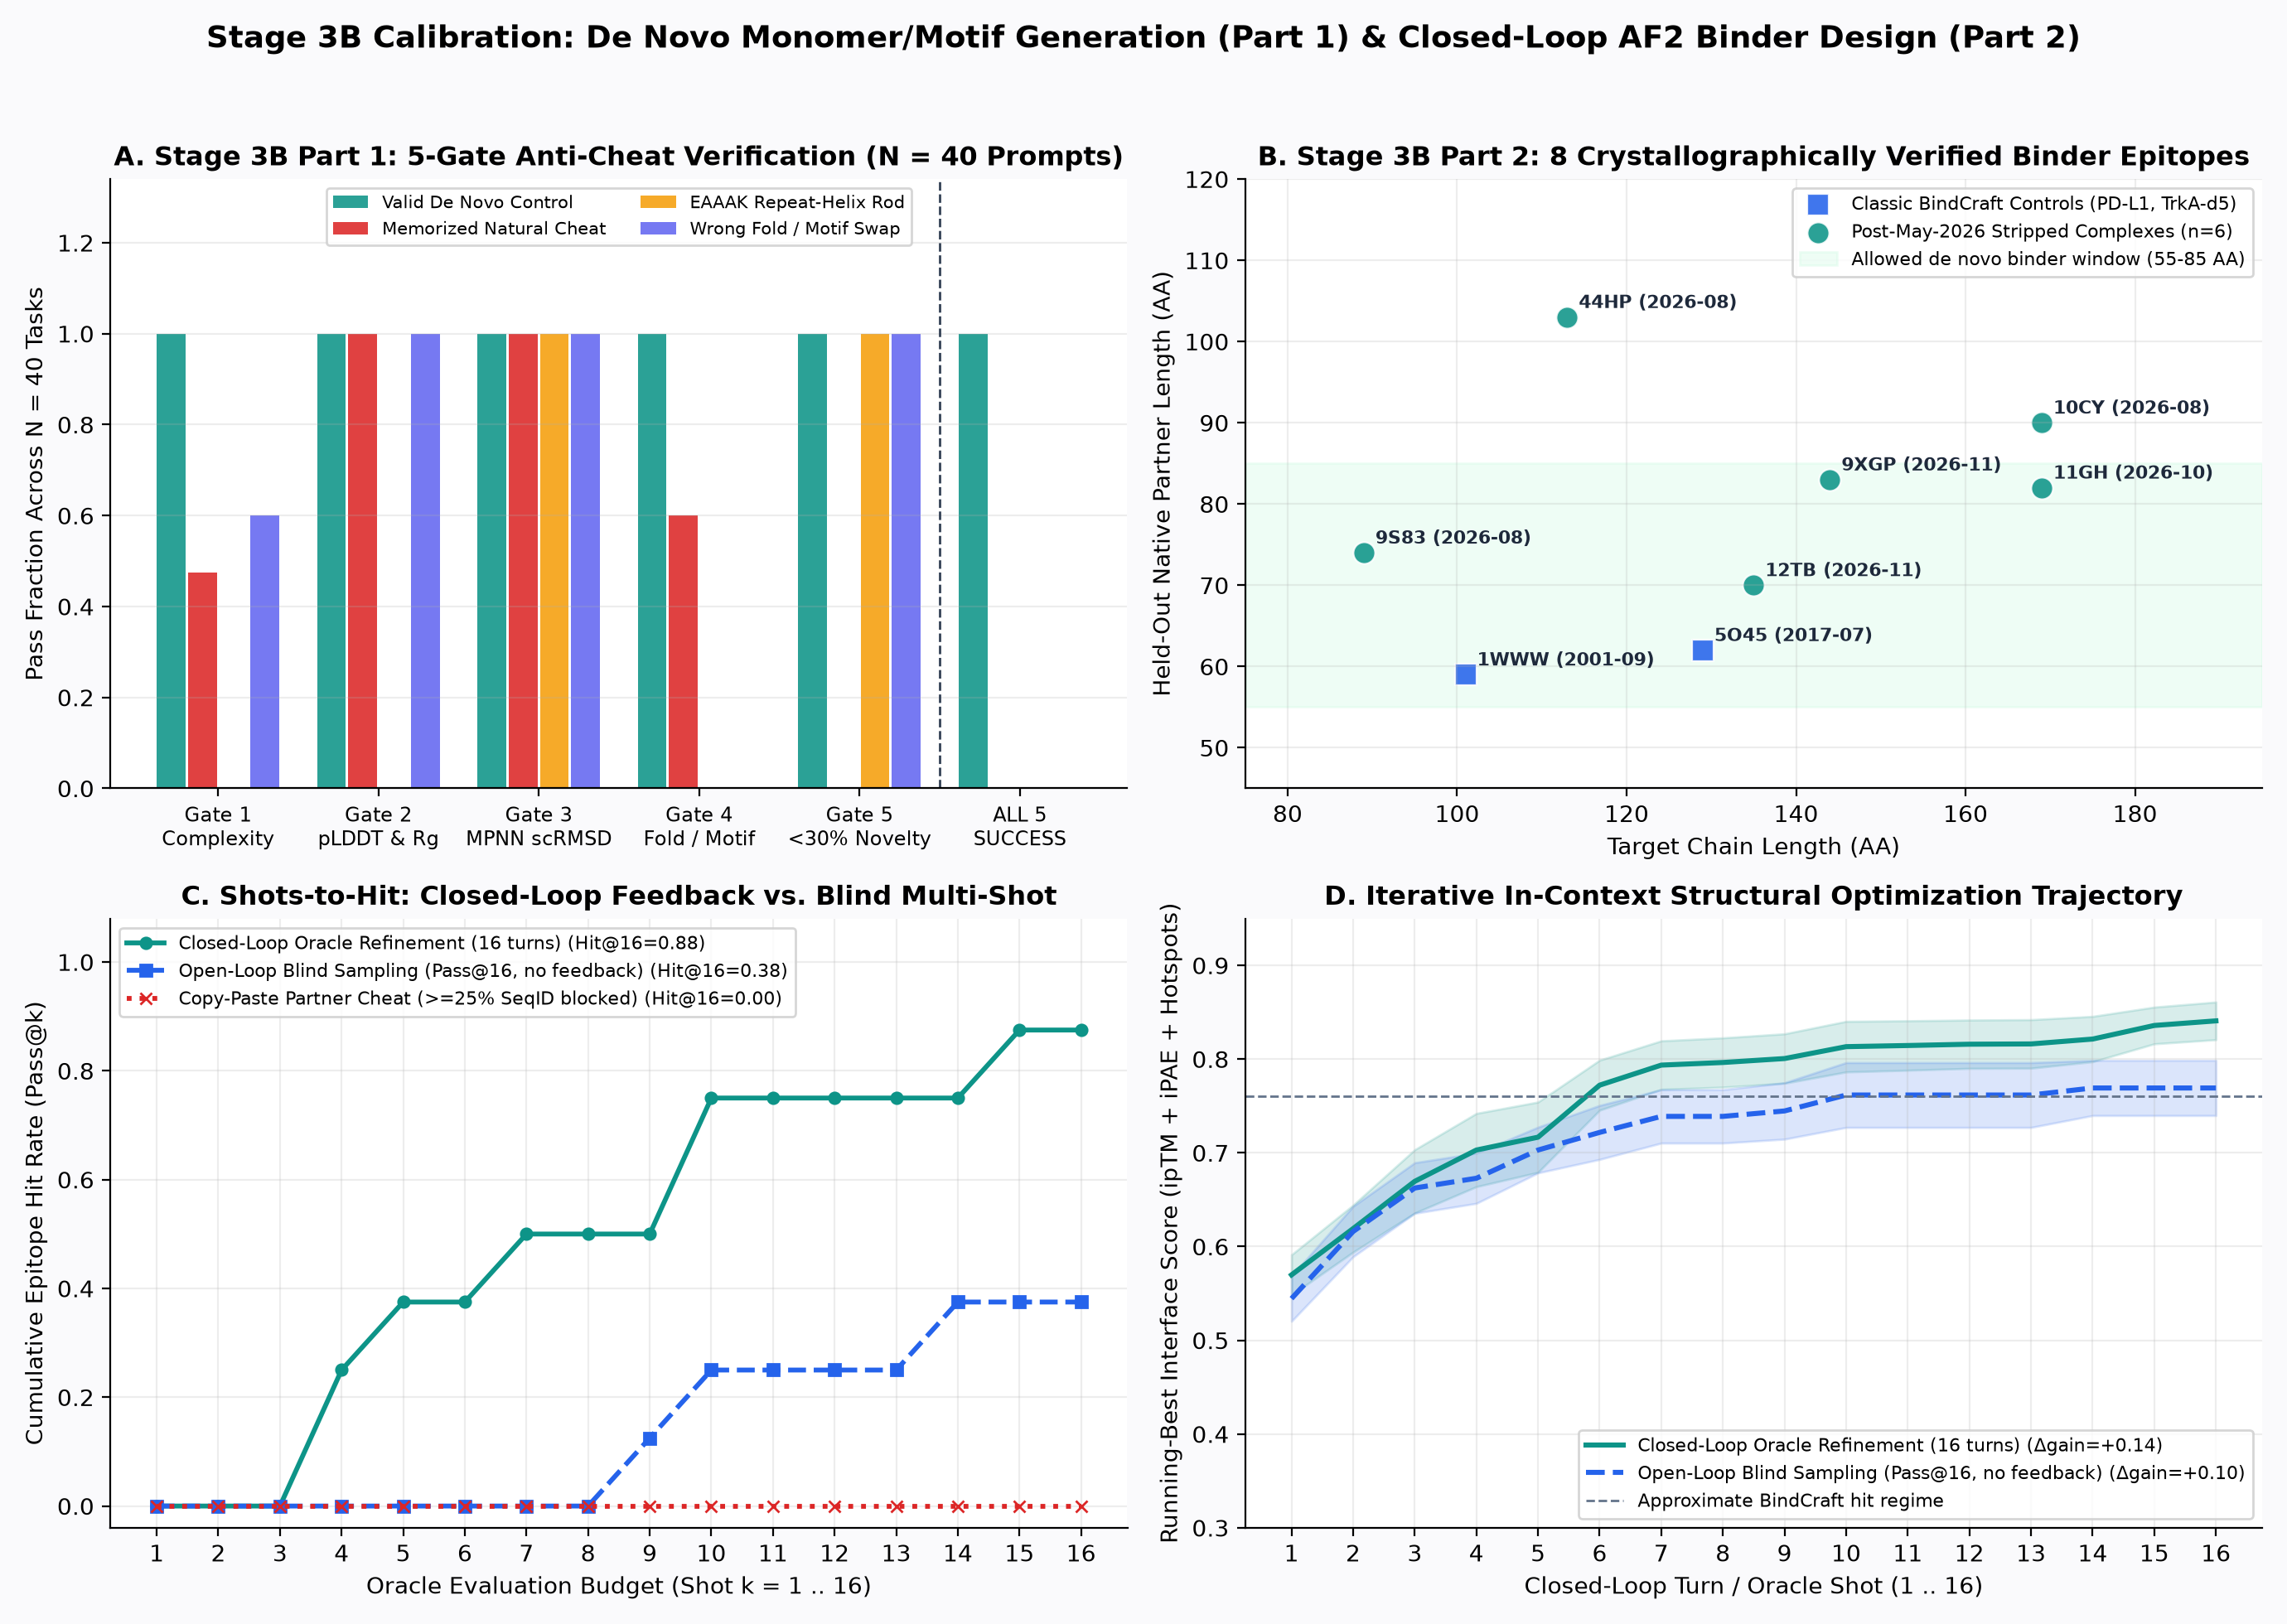 Stage 3B Calibration: De Novo Monomer/Motif Generation (Part 1) & Closed-Loop AF2 Binder Design (Part 2)
A. Stage 3B Part 1: 5-Gate Anti-Cheat Verification (N = 40 Prompts)
Valid De Novo Control
Memorized Natural Cheat
EAAAK Repeat-Helix Rod
Wrong Fold / Motif Swap
Pass Fraction Across N = 40 Tasks
1.2
1.0
0.8
0.6
0.4
0.2
0.0
Gate 1
Complexity
Gate 2
pLDDT & Rg
Gate 3
MPNN scRMSD
Gate 4
Fold / Motif
Gate 5
<30% Novelty
ALL 5
SUCCESS
B. Stage 3B Part 2: 8 Crystallographically Verified Binder Epitopes
Classic BindCraft Controls (PD-L1, TrkA-d5)
Post-May-2026 Stripped Complexes (n=6)
Allowed de novo binder window (55-85 AA)
Held-Out Native Partner Length (AA)
120
110
100
90
80
70
60
50
44HP (2026-08)
10CY (2026-08)
9XGP (2026-11)
11GH (2026-10)
9S83 (2026-08)
12TB (2026-11)
5O45 (2017-07)
1WWW (2001-09)
80
100
120
140
160
180
Target Chain Length (AA)
C. Shots-to-Hit: Closed-Loop Feedback vs. Blind Multi-Shot
Closed-Loop Oracle Refinement (16 turns) (Hit@16=0.88)
Open-Loop Blind Sampling (Pass@16, no feedback) (Hit@16=0.38)
Copy-Paste Partner Cheat (>=25% SeqID blocked) (Hit@16=0.00)
Cumulative Epitope Hit Rate (Pass@k)
1.0
0.8
0.6
0.4
0.2
0.0
1 2 3 4 5 6 7 8 9 10 11 12 13 14 15 16
Oracle Evaluation Budget (Shot k = 1 .. 16)
D. Iterative In-Context Structural Optimization Trajectory
Running-Best Interface Score (ipTM + iPAE + Hotspots)
0.9
0.8
0.7
0.6
0.5
0.4
0.3
Closed-Loop Oracle Refinement (16 turns) (Δgain=+0.14)
Open-Loop Blind Sampling (Pass@16, no feedback) (Δgain=+0.10)
Approximate BindCraft hit regime
1 2 3 4 5 6 7 8 9 10 11 12 13 14 15 16
Closed-Loop Turn / Oracle Shot (1 .. 16)